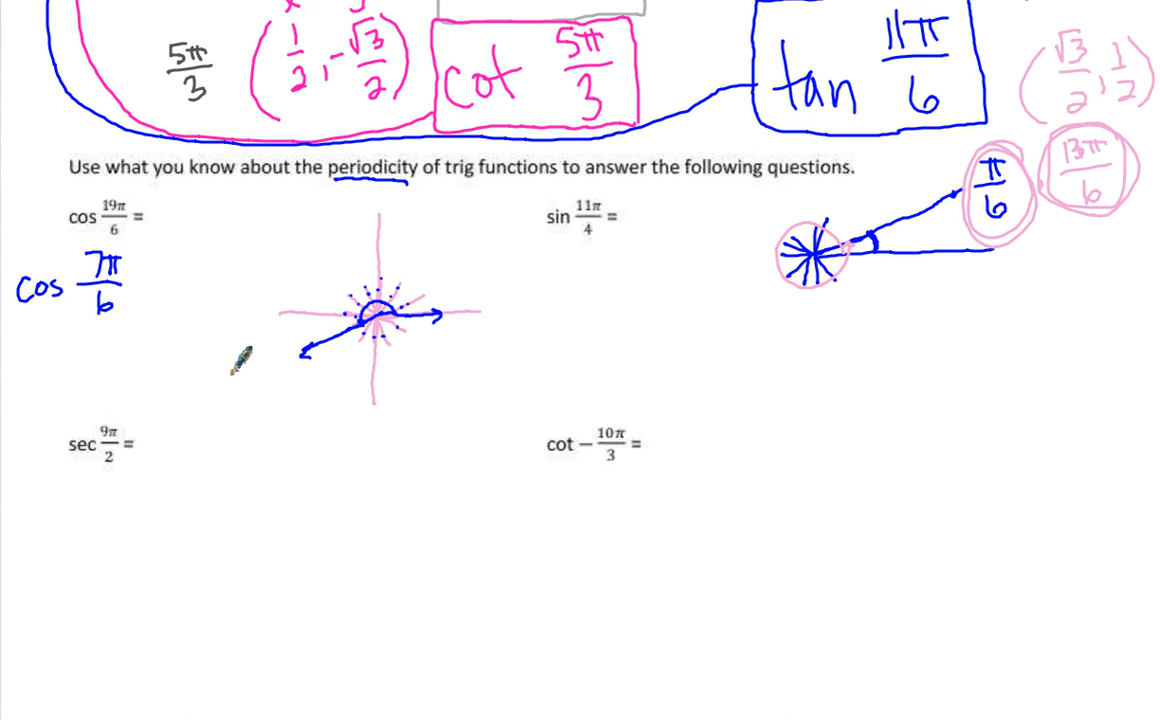 5π/3 (1/2, -√3/2) cot 5π/3 tan 11π/6 (√3/2, 1/2)
Use what you know about the periodicity of trig functions to answer the following questions.
π/6 13π/6
cos 19π/6 = sin 11π/4 =
cos 7π/6
sec 9π/2 = cot − 10π/3 =